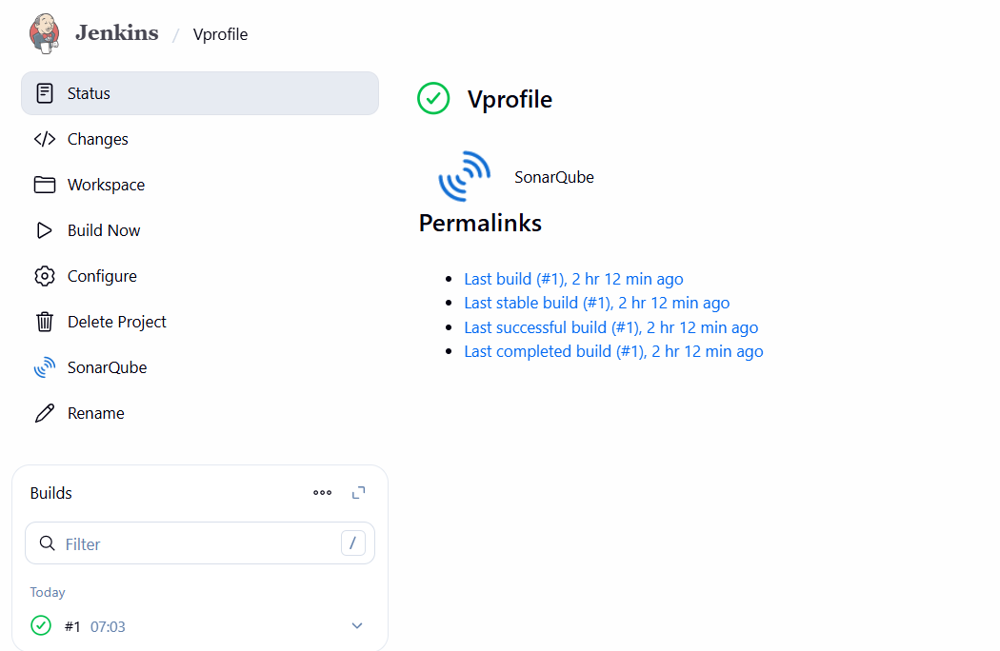 Jenkins / Vprofile
Status
Changes
Workspace
Build Now
Configure
Delete Project
SonarQube
Rename
Builds
Filter /
Today
#1 07:03
Vprofile
SonarQube
Permalinks
Last build (#1), 2 hr 12 min ago
Last stable build (#1), 2 hr 12 min ago
Last successful build (#1), 2 hr 12 min ago
Last completed build (#1), 2 hr 12 min ago